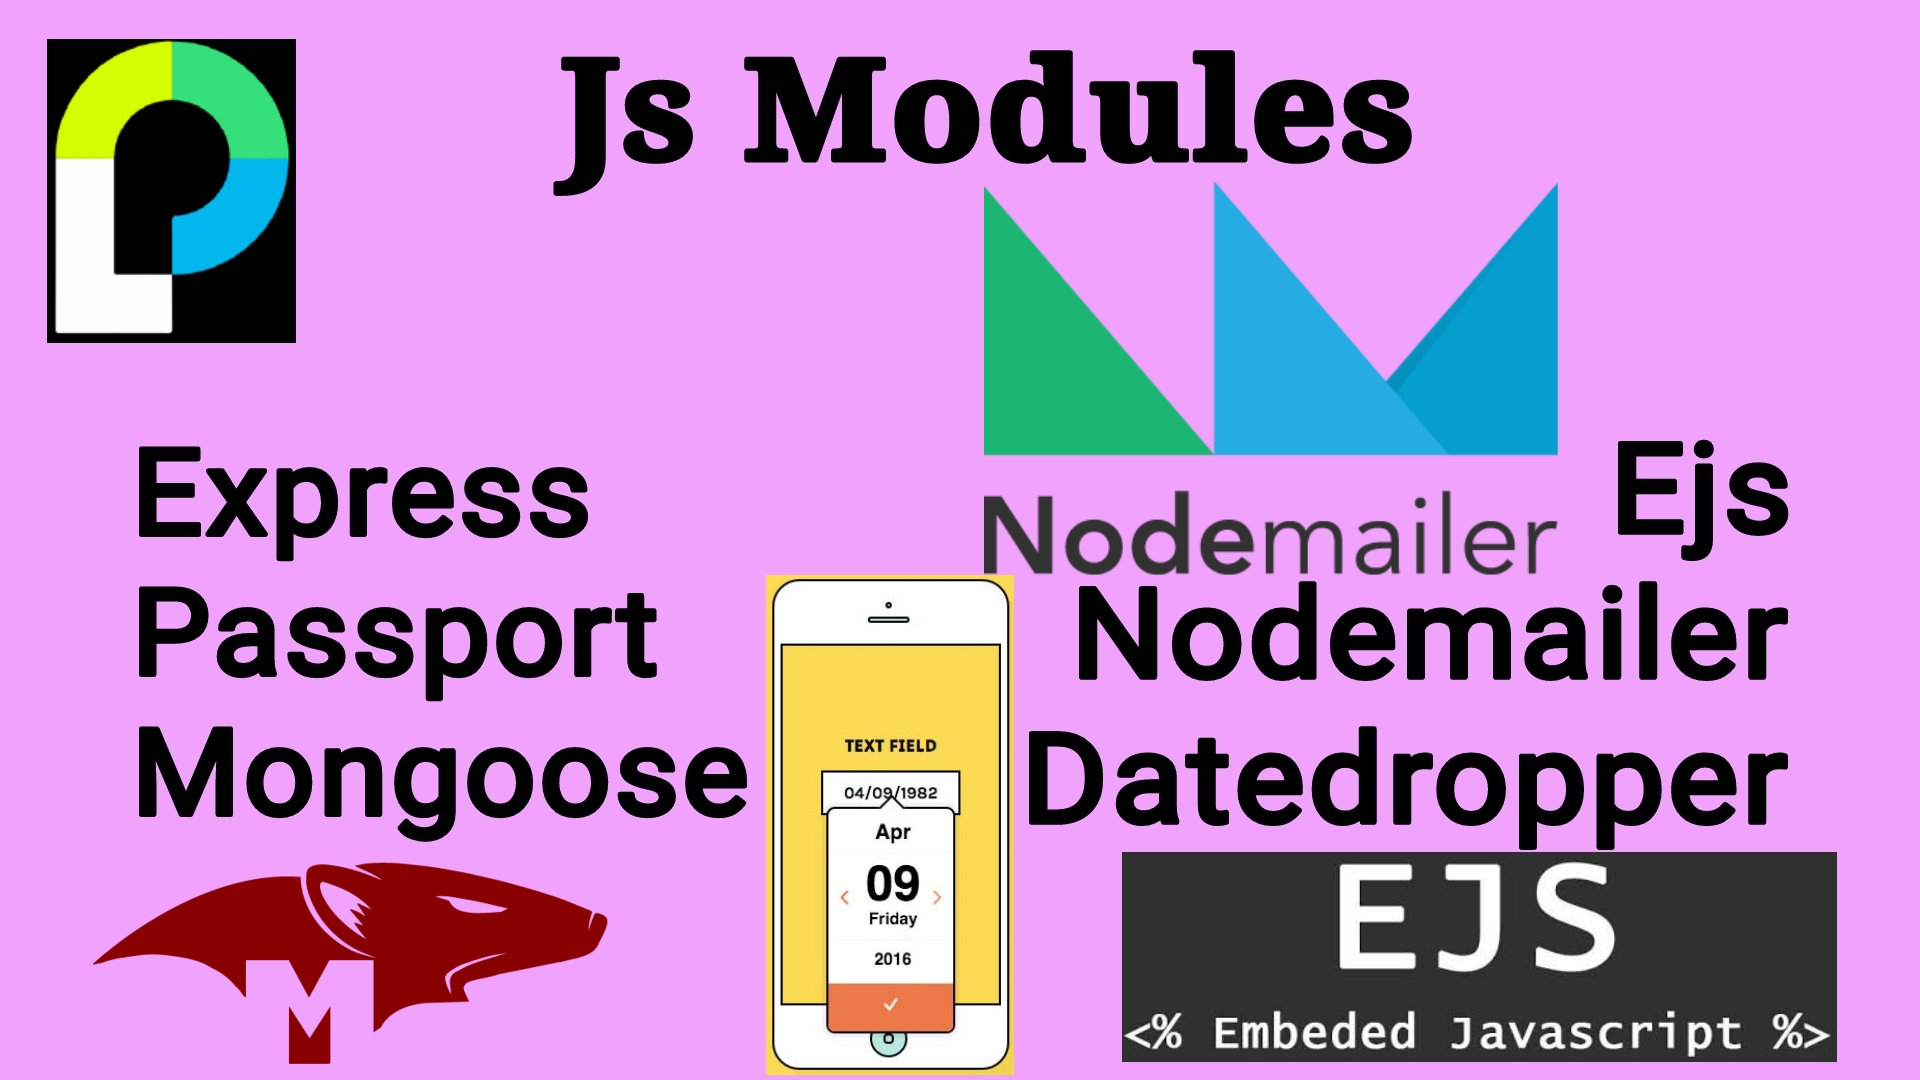 Js Modules
Nodemailer
Express
Passport
Mongoose
Ejs
Nodemailer
Datedropper
TEXT FIELD
04/09/1982
Apr
09
Friday
2016
M
EJS
<% Embeded Javascript %>